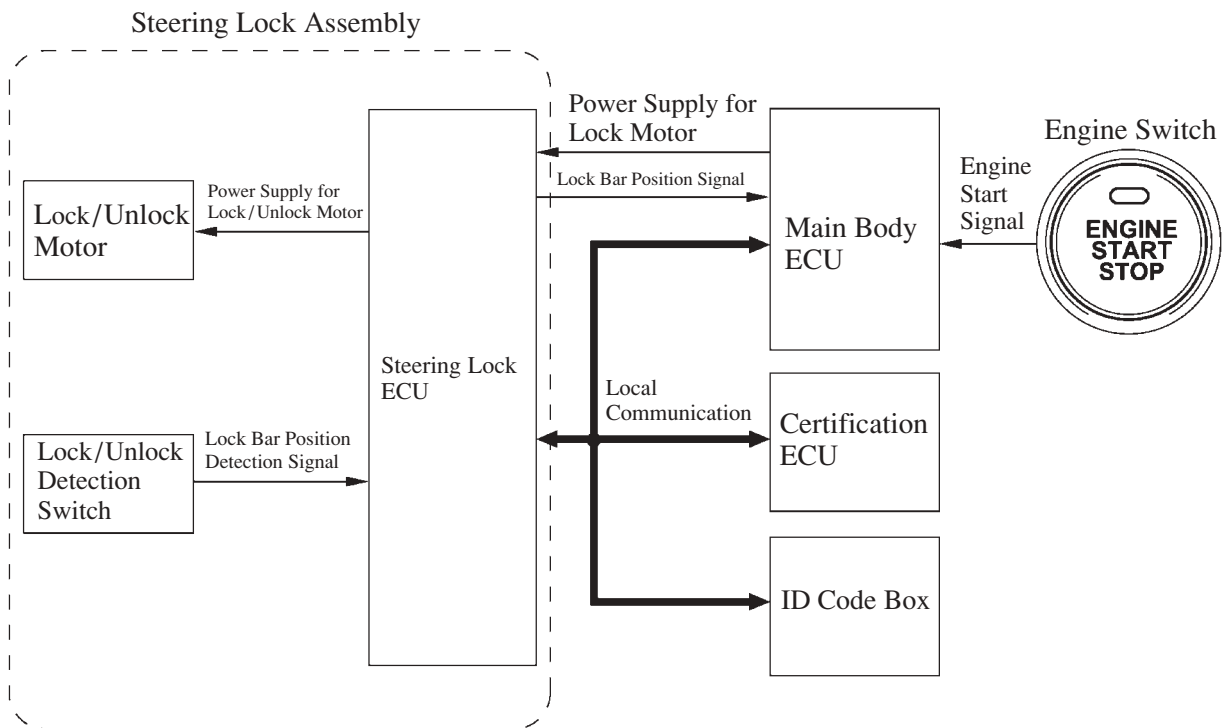 Steering Lock Assembly
Power Supply for
Lock Motor
Engine Switch
Lock Bar Position Signal
Engine
Start
Signal
Lock/Unlock
Motor
Power Supply for
Lock/Unlock Motor
Main Body
ECU
ENGINE
START
STOP
Steering Lock
ECU
Local
Communication
Certification
ECU
Lock/Unlock
Detection
Switch
Lock Bar Position
Detection Signal
ID Code Box